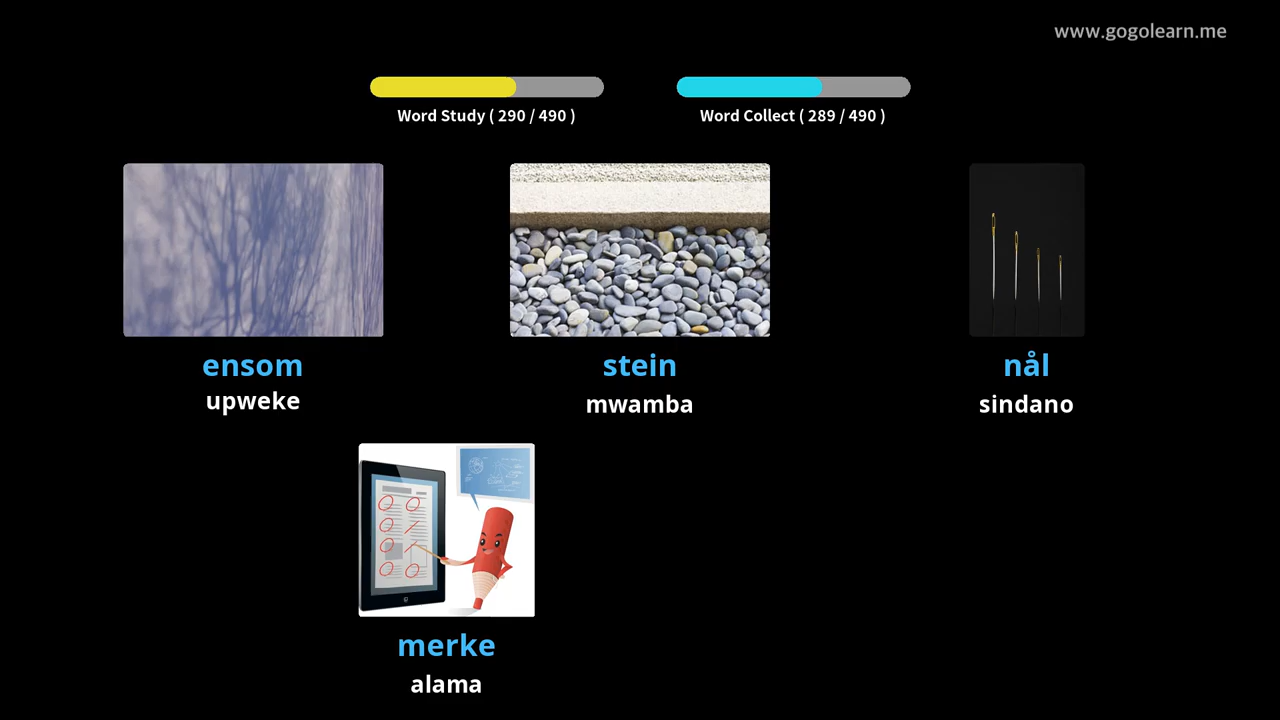 www.gogolearn.me
Word Study ( 290 / 490 )
Word Collect ( 289 / 490 )
ensom
upweke
stein
mwamba
nål
sindano
merke
alama